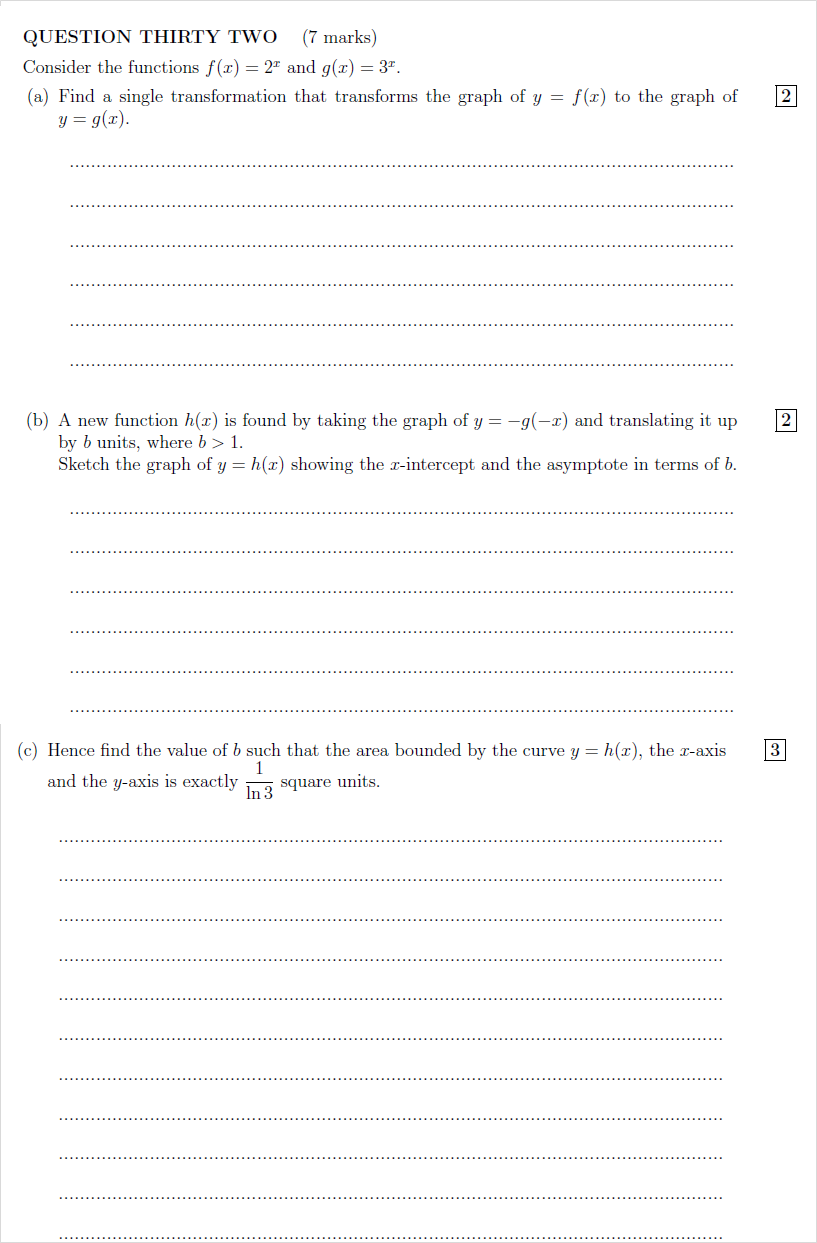 QUESTION THIRTY TWO (7 marks)
Consider the functions f(x) = 2ˣ and g(x) = 3ˣ.
(a) Find a single transformation that transforms the graph of y = f(x) to the graph of 2
y = g(x).
(b) A new function h(x) is found by taking the graph of y = −g(−x) and translating it up 2
by b units, where b > 1.
Sketch the graph of y = h(x) showing the x-intercept and the asymptote in terms of b.
(c) Hence find the value of b such that the area bounded by the curve y = h(x), the x-axis 3
and the y-axis is exactly 1/ln 3 square units.